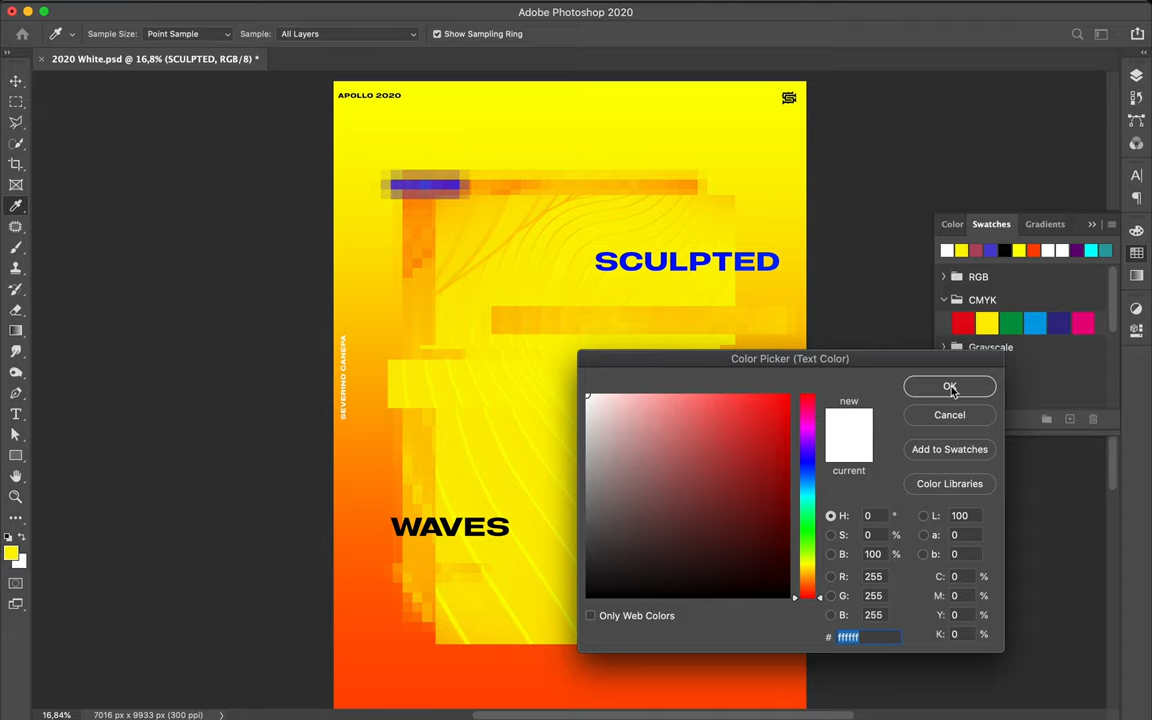 Adobe Photoshop 2020
Sample Size: Point Sample Sample: All Layers Show Sampling Ring
2020 White.psd @ 16,8% (SCULPTED, RGB/8) *
APOLLO 2020
SCULPTED
SEVERINO CANEPA
WAVES
Color Swatches Gradients
RGB
CMYK
Grayscale
Color Picker (Text Color)
new
current
OK
Cancel
Add to Swatches
Color Libraries
H: 0 ° L: 100
S: 0 % a: 0
B: 100 % b: 0
R: 255 C: 0 %
G: 255 M: 0 %
B: 255 Y: 0 %
# ffffff K: 0 %
Only Web Colors
16,84% 7016 px x 9933 px (300 ppi)